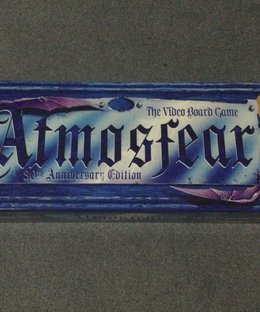 The Video Board Game
Atmosfear
30th Anniversary Edition